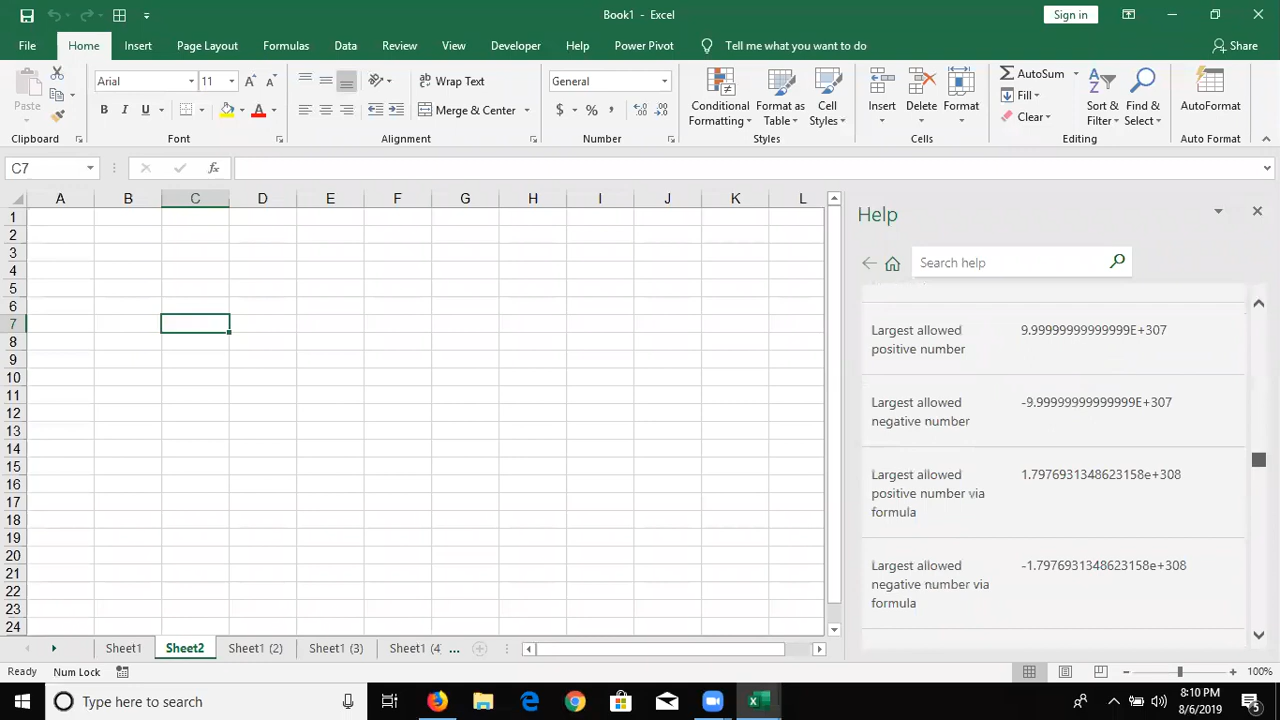 Book1 - Excel
Sign in
File Home Insert Page Layout Formulas Data Review View Developer Help Power Pivot Tell me what you want to do Share
Paste
Arial 11
Wrap Text
General
Conditional Formatting
Format as Table
Cell Styles
Insert
Delete
Format
AutoSum
Fill
Clear
Sort & Filter
Find & Select
AutoFormat
B I U
A
Merge & Center
$ % ,
Clipboard Font Alignment Number Styles Cells Editing Auto Format
C7
fx
A B C D E F G H I J K L
1
2
3
4
5
6
7
8
9
10
11
12
13
14
15
16
17
18
19
20
21
22
23
24
Help
Search help
Largest allowed positive number
9.99999999999999E+307
Largest allowed negative number
-9.99999999999999E+307
Largest allowed positive number via formula
1.7976931348623158e+308
Largest allowed negative number via formula
-1.7976931348623158e+308
Sheet1 Sheet2 Sheet1 (2) Sheet1 (3) Sheet1 (4 ...
Ready Num Lock
100%
Type here to search
8:10 PM
8/6/2019
5